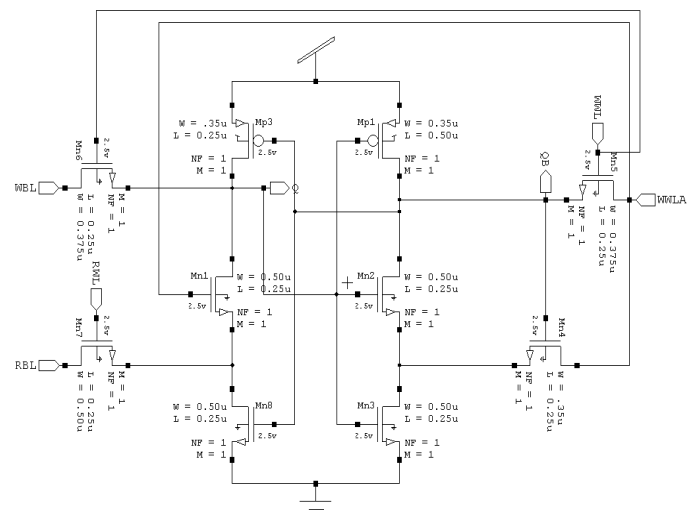 Mn6
2.5v
WBL
M = 1
NF = 1
L = 0.25u
W = 0.375u
RWL
Mn7
2.5v
RBL
M = 1
NF = 1
L = 0.25u
W = 0.50u
W = .35u
L = 0.25u
Mp3
2.5v
NF = 1
M = 1
Q
Mn1
2.5v
W = 0.50u
L = 0.25u
NF = 1
M = 1
W = 0.50u
L = 0.25u
Mn8
2.5v
NF = 1
M = 1
Mp1
2.5v
W = 0.35u
L = 0.50u
NF = 1
M = 1
Mn2
2.5v
W = 0.50u
L = 0.25u
NF = 1
M = 1
Mn3
2.5v
W = 0.50u
L = 0.25u
NF = 1
M = 1
QB
WWL
2.5v
Mn5
WWLA
W = 0.375u
L = 0.25u
NF = 1
M = 1
2.5v
Mn4
W = .35u
L = 0.25u
NF = 1
M = 1